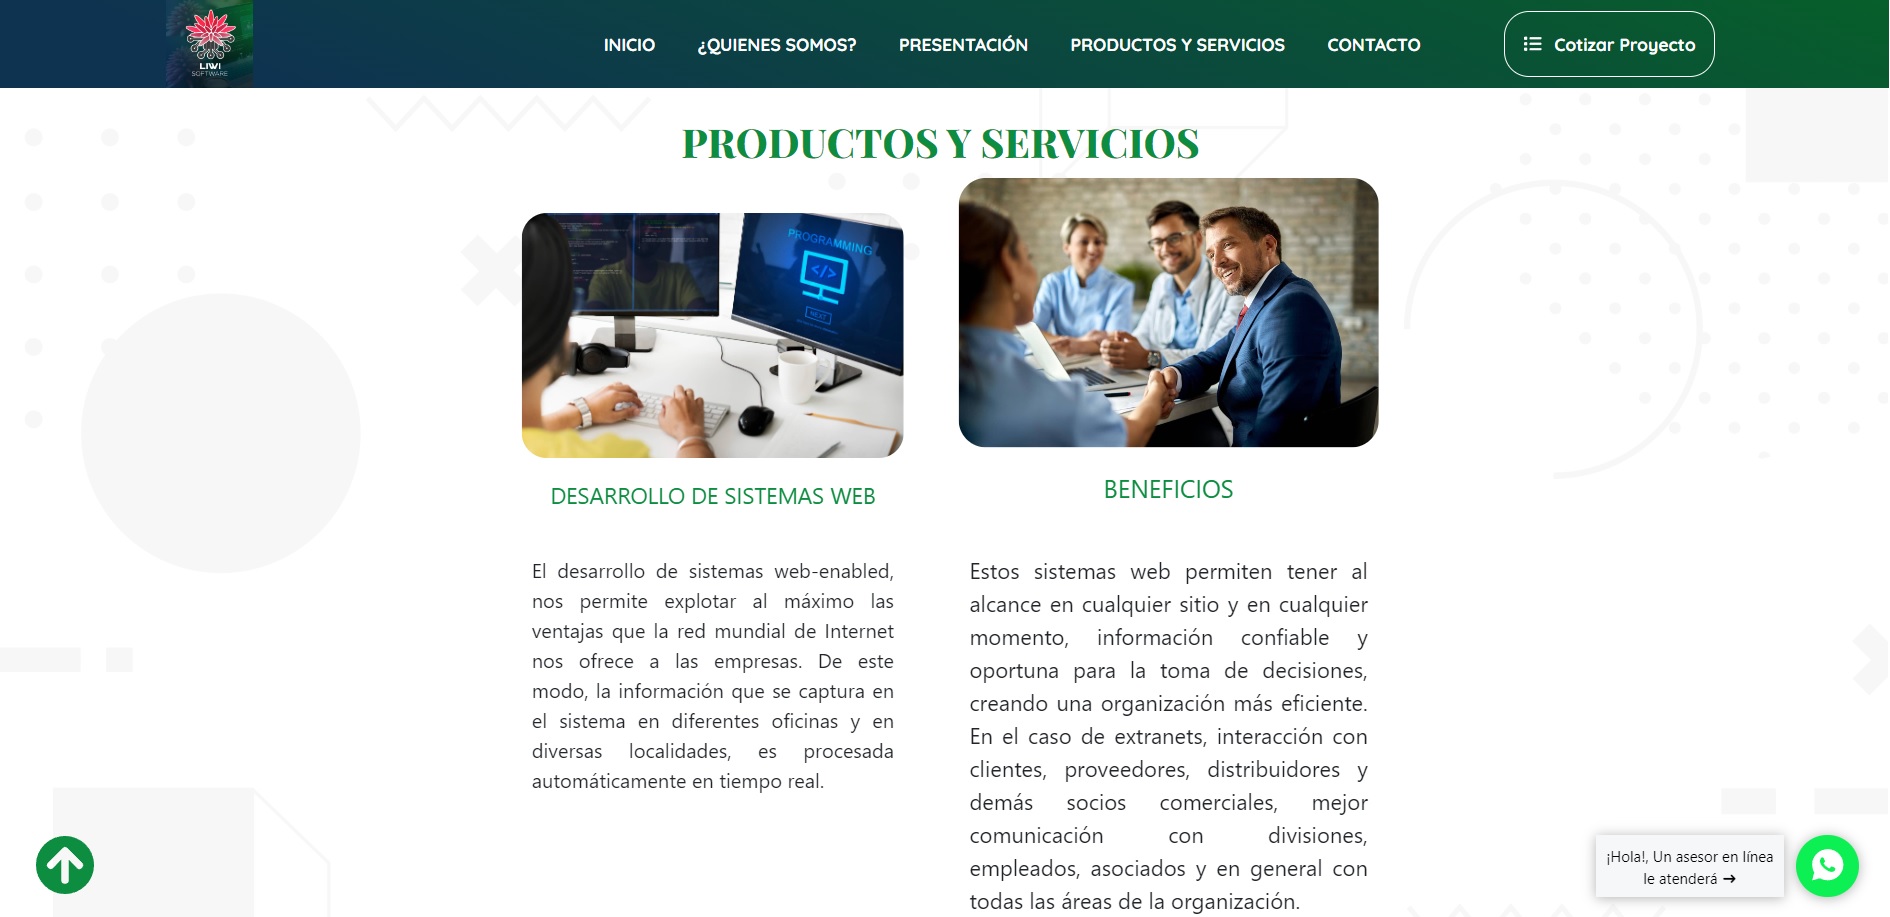 LIWI
SOFTWARE
INICIO
¿QUIENES SOMOS?
PRESENTACIÓN
PRODUCTOS Y SERVICIOS
CONTACTO
Cotizar Proyecto
PRODUCTOS Y SERVICIOS
PROGRAMMING
</>
NEXT
DESARROLLO DE SISTEMAS WEB
El desarrollo de sistemas web-enabled,
nos permite explotar al máximo las
ventajas que la red mundial de Internet
nos ofrece a las empresas. De este
modo, la información que se captura en
el sistema en diferentes oficinas y en
diversas localidades, es procesada
automáticamente en tiempo real.
BENEFICIOS
Estos sistemas web permiten tener al
alcance en cualquier sitio y en cualquier
momento, información confiable y
oportuna para la toma de decisiones,
creando una organización más eficiente.
En el caso de extranets, interacción con
clientes, proveedores, distribuidores y
demás socios comerciales, mejor
comunicación con divisiones,
empleados, asociados y en general con
todas las áreas de la organización.
¡Hola!, Un asesor en línea
le atenderá →